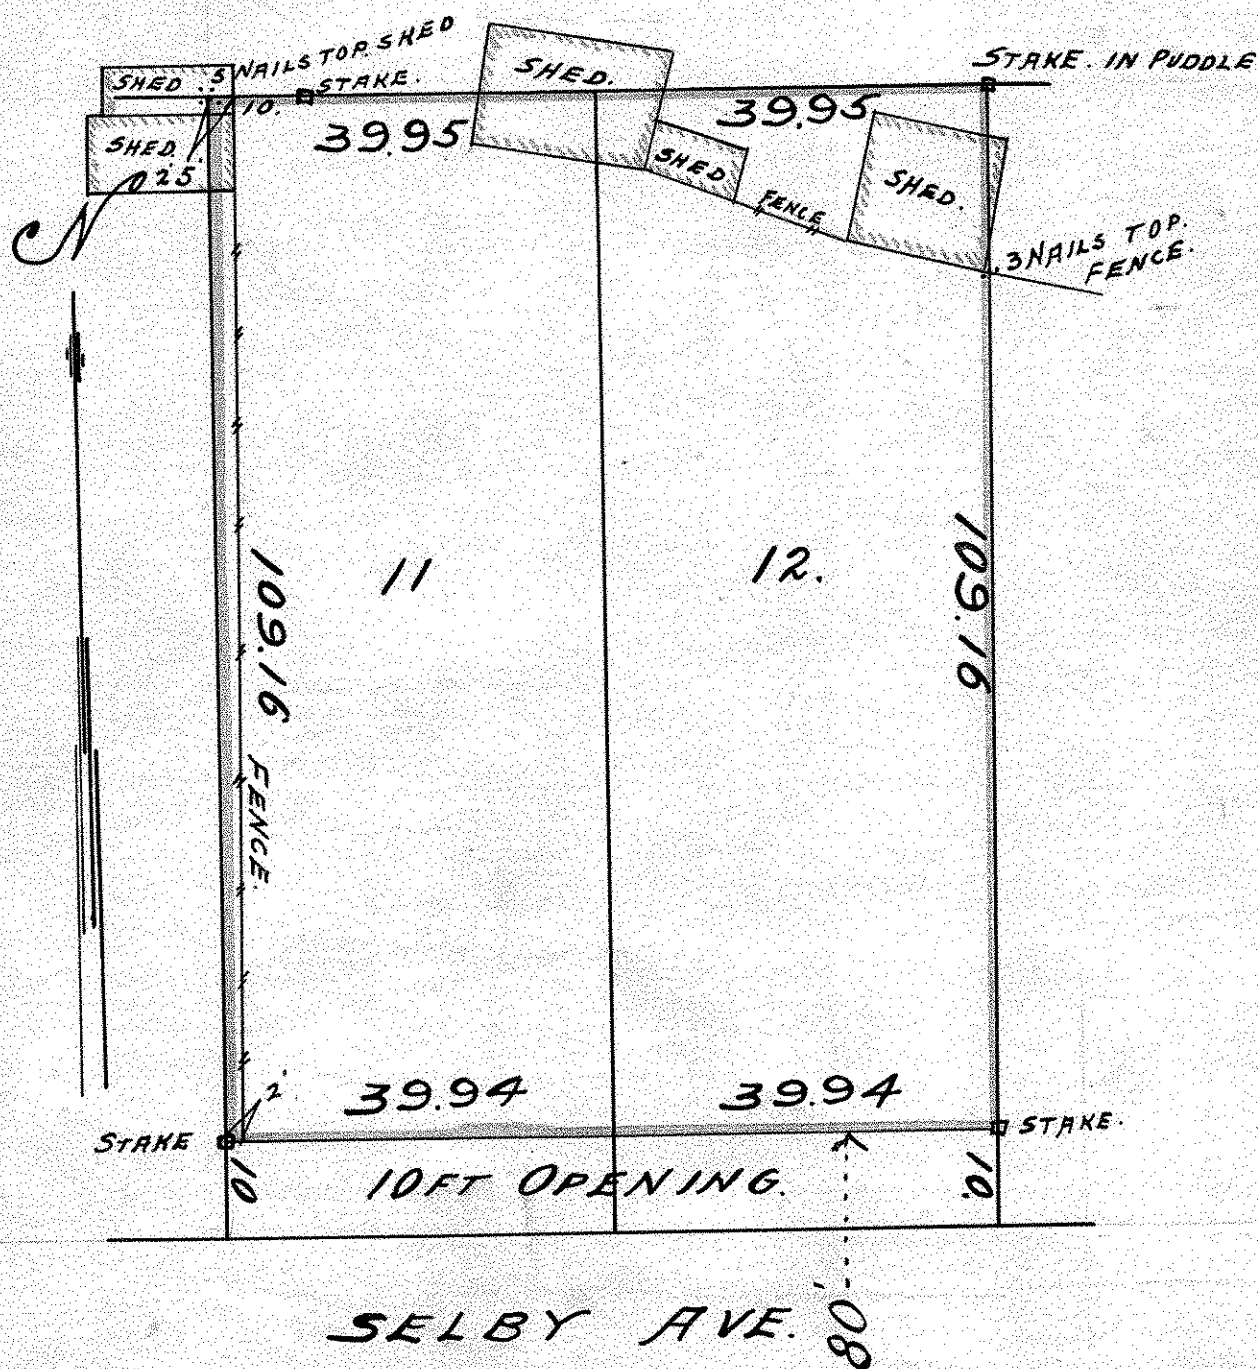 5 NAILS TOP SHED
SHED.
STAKE. IN PUDDLE
SHED
STAKE.
10.
39.95
39.95
SHED.
SHED
SHED.
.25'
N
FENCE
3 NAILS TOP.
FENCE.
11
12.
109.16
109.16
FENCE.
39.94
39.94
2'
STAKE
STAKE.
10
10FT OPENING.
10.
SELBY AVE.
80'